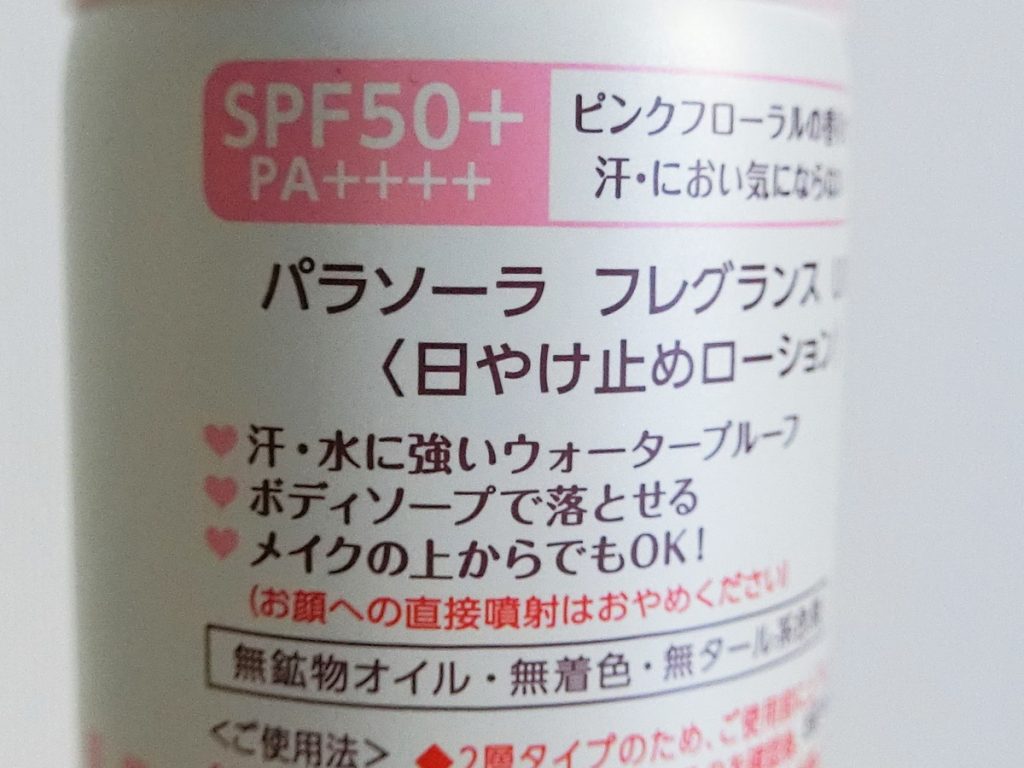 SPF50+
PA++++
ピンクフローラルの香
汗・におい気にならな
パラソーラ フレグランス
〈日やけ止めローション
汗・水に強いウォータープルーフ
ボディソープで落とせる
メイクの上からでもOK!
(お顔への直接噴射はおやめください)
無鉱物オイル・無着色・無タール系色素
<ご使用法> ◆2層タイプのため、ご使用前に